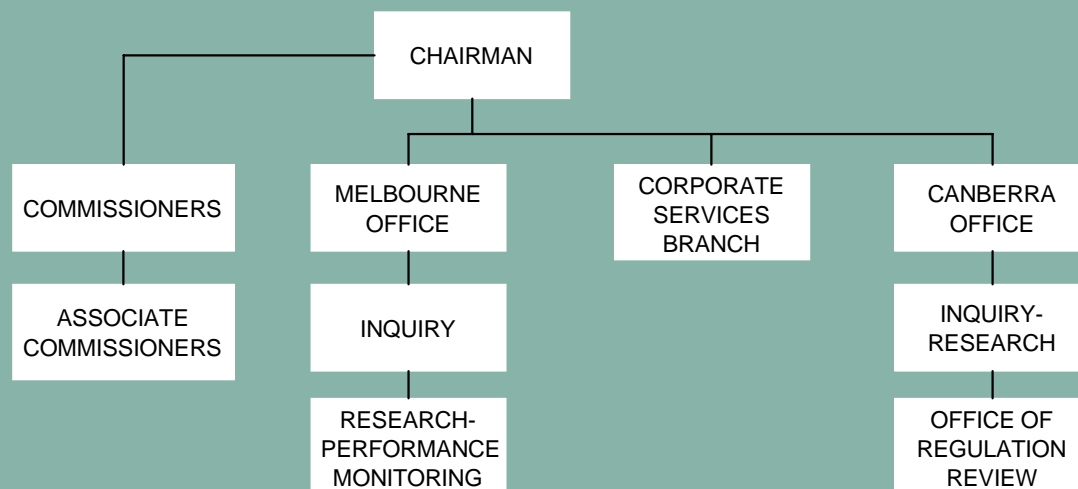 CHAIRMAN
COMMISSIONERS
MELBOURNE
OFFICE
CORPORATE
SERVICES
BRANCH
CANBERRA
OFFICE
ASSOCIATE
COMMISSIONERS
INQUIRY
INQUIRY-
RESEARCH
RESEARCH-
PERFORMANCE
MONITORING
OFFICE OF
REGULATION
REVIEW